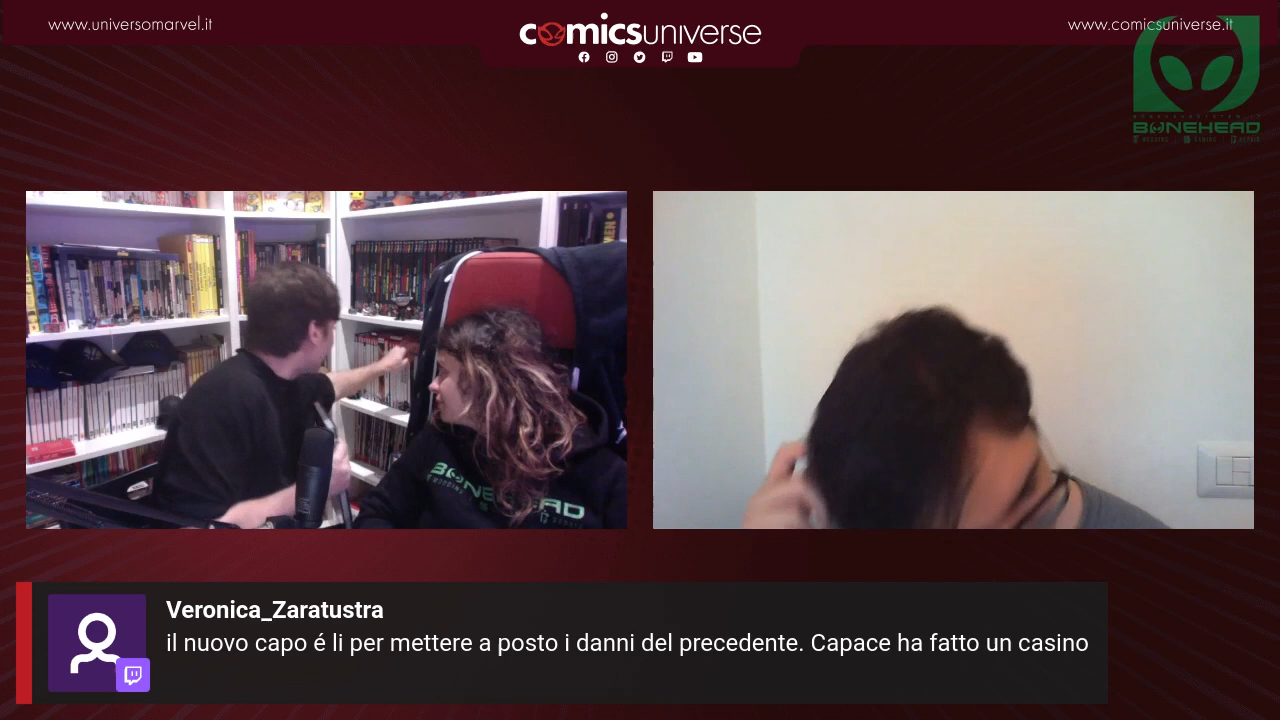 www.universomarvel.it
comicsuniverse
www.comicsuniverse.it
BONEHEAD
BONEHEAD
Veronica_Zaratustra
il nuovo capo é li per mettere a posto i danni del precedente. Capace ha fatto un casino